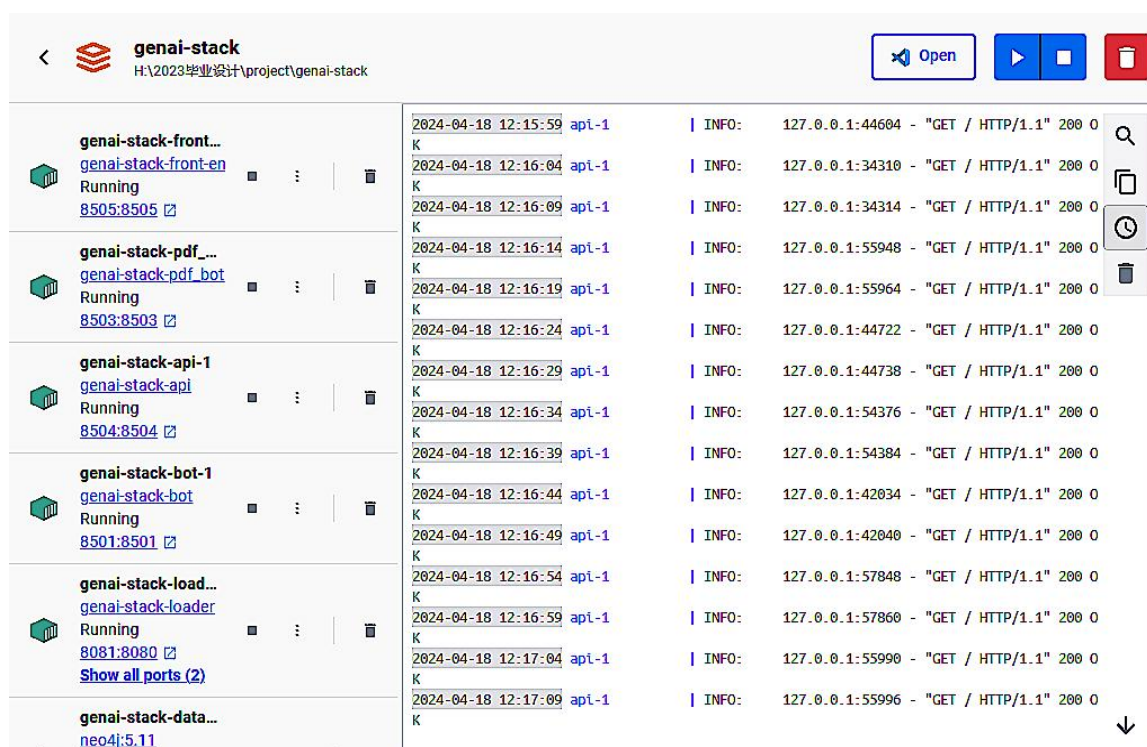 genai-stack
H:\2023毕业设计\project\genai-stack
Open
genai-stack-front...
genai-stack-front-en
Running
8505:8505
genai-stack-pdf_...
genai-stack-pdf_bot
Running
8503:8503
genai-stack-api-1
genai-stack-api
Running
8504:8504
genai-stack-bot-1
genai-stack-bot
Running
8501:8501
genai-stack-load...
genai-stack-loader
Running
8081:8080
Show all ports (2)
genai-stack-data...
neo4j:5.11
2024-04-18 12:15:59 api-1 | INFO: 127.0.0.1:44604 - "GET / HTTP/1.1" 200 O
K
2024-04-18 12:16:04 api-1 | INFO: 127.0.0.1:34310 - "GET / HTTP/1.1" 200 O
K
2024-04-18 12:16:09 api-1 | INFO: 127.0.0.1:34314 - "GET / HTTP/1.1" 200 O
K
2024-04-18 12:16:14 api-1 | INFO: 127.0.0.1:55948 - "GET / HTTP/1.1" 200 O
K
2024-04-18 12:16:19 api-1 | INFO: 127.0.0.1:55964 - "GET / HTTP/1.1" 200 O
K
2024-04-18 12:16:24 api-1 | INFO: 127.0.0.1:44722 - "GET / HTTP/1.1" 200 O
K
2024-04-18 12:16:29 api-1 | INFO: 127.0.0.1:44738 - "GET / HTTP/1.1" 200 O
K
2024-04-18 12:16:34 api-1 | INFO: 127.0.0.1:54376 - "GET / HTTP/1.1" 200 O
K
2024-04-18 12:16:39 api-1 | INFO: 127.0.0.1:54384 - "GET / HTTP/1.1" 200 O
K
2024-04-18 12:16:44 api-1 | INFO: 127.0.0.1:42034 - "GET / HTTP/1.1" 200 O
K
2024-04-18 12:16:49 api-1 | INFO: 127.0.0.1:42040 - "GET / HTTP/1.1" 200 O
K
2024-04-18 12:16:54 api-1 | INFO: 127.0.0.1:57848 - "GET / HTTP/1.1" 200 O
K
2024-04-18 12:16:59 api-1 | INFO: 127.0.0.1:57860 - "GET / HTTP/1.1" 200 O
K
2024-04-18 12:17:04 api-1 | INFO: 127.0.0.1:55990 - "GET / HTTP/1.1" 200 O
K
2024-04-18 12:17:09 api-1 | INFO: 127.0.0.1:55996 - "GET / HTTP/1.1" 200 O
K